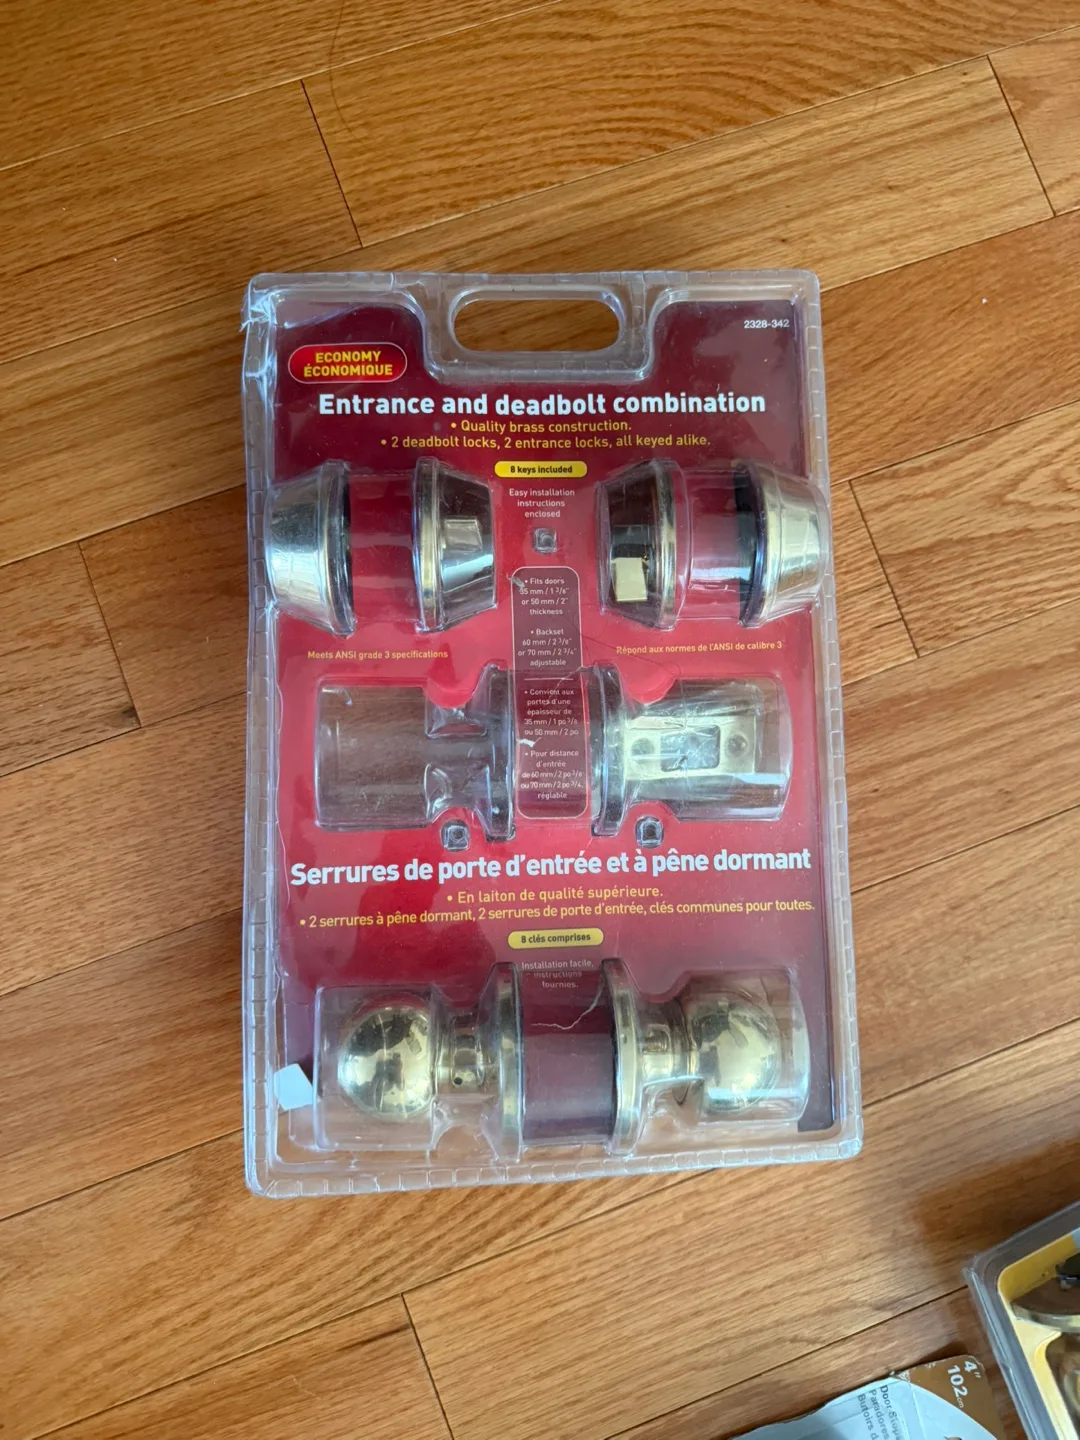 2328-342
ECONOMY
ÉCONOMIQUE
Entrance and deadbolt combination
• Quality brass construction.
• 2 deadbolt locks, 2 entrance locks, all keyed alike.
8 keys included
Easy installation
instructions
enclosed
• Fits doors
35 mm / 1 3/8"
or 50 mm / 2"
thickness
• Backset
60 mm / 2 3/8"
or 70 mm / 2 3/4"
adjustable
Meets ANSI grade 3 specifications
Répond aux normes de l'ANSI de calibre 3
• Convient aux
portes d'une
épaisseur de
35 mm / 1 po 3/8
ou 50 mm / 2 po
• Pour distance
d'entrée
de 60 mm / 2 po 3/8
ou 70 mm / 2 po 3/4,
réglable
Serrures de porte d'entrée et à pêne dormant
• En laiton de qualité supérieure.
• 2 serrures à pêne dormant, 2 serrures de porte d'entrée, clés communes pour toutes.
8 clés comprises
Installation facile,
instructions
fournies.
4"
102
Door Stop
Butoirs d